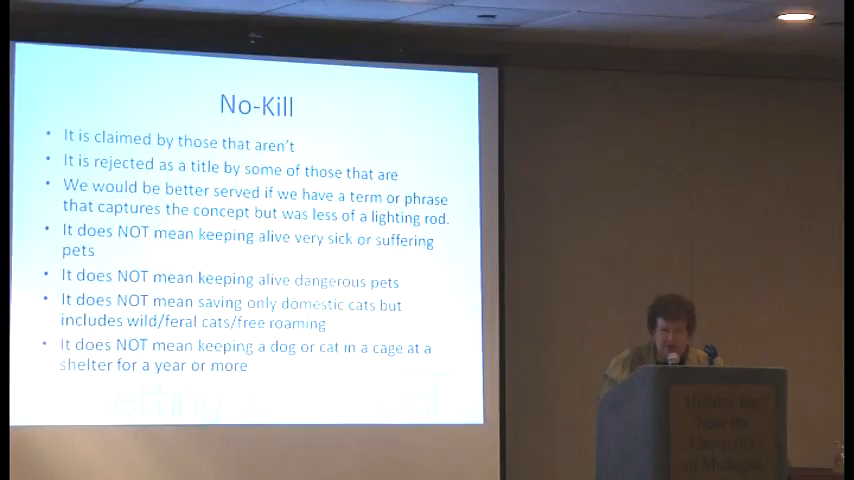 No-Kill
• It is claimed by those that aren't
• It is rejected as a title by some of those that are
• We would be better served if we have a term or phrase
that captures the concept but was less of a lighting rod.
• It does NOT mean keeping alive very sick or suffering
pets
• It does NOT mean keeping alive dangerous pets
• It does NOT mean saving only domestic cats but
includes wild/feral cats/free roaming
• It does NOT mean keeping a dog or cat in a cage at a
shelter for a year or more
from the
University
of Michigan